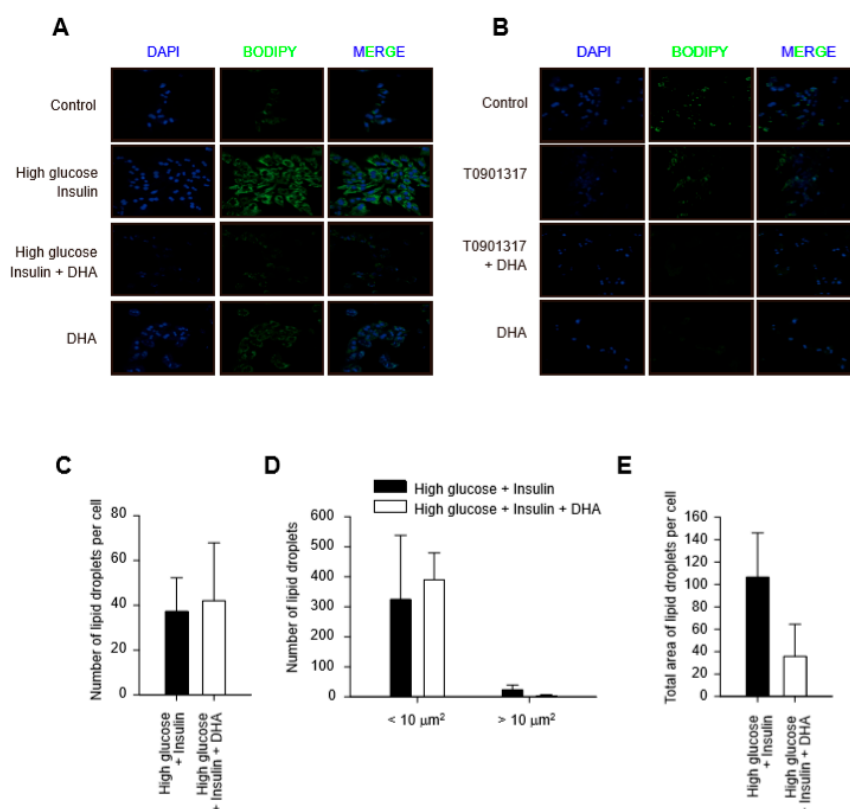 A
DAPI BODIPY MERGE
Control
High glucose
Insulin
High glucose
Insulin + DHA
DHA
B
DAPI BODIPY MERGE
Control
T0901317
T0901317
+ DHA
DHA
C
Number of lipid droplets per cell
80
60
40
20
0
High glucose
+ Insulin
High glucose
+ Insulin + DHA
D
High glucose + Insulin
High glucose + Insulin + DHA
Number of lipid droplets
600
500
400
300
200
100
0
< 10 µm²
> 10 µm²
E
Total area of lipid droplets per cell
160
140
120
100
80
60
40
20
0
High glucose
+ Insulin
High glucose
+ Insulin + DHA